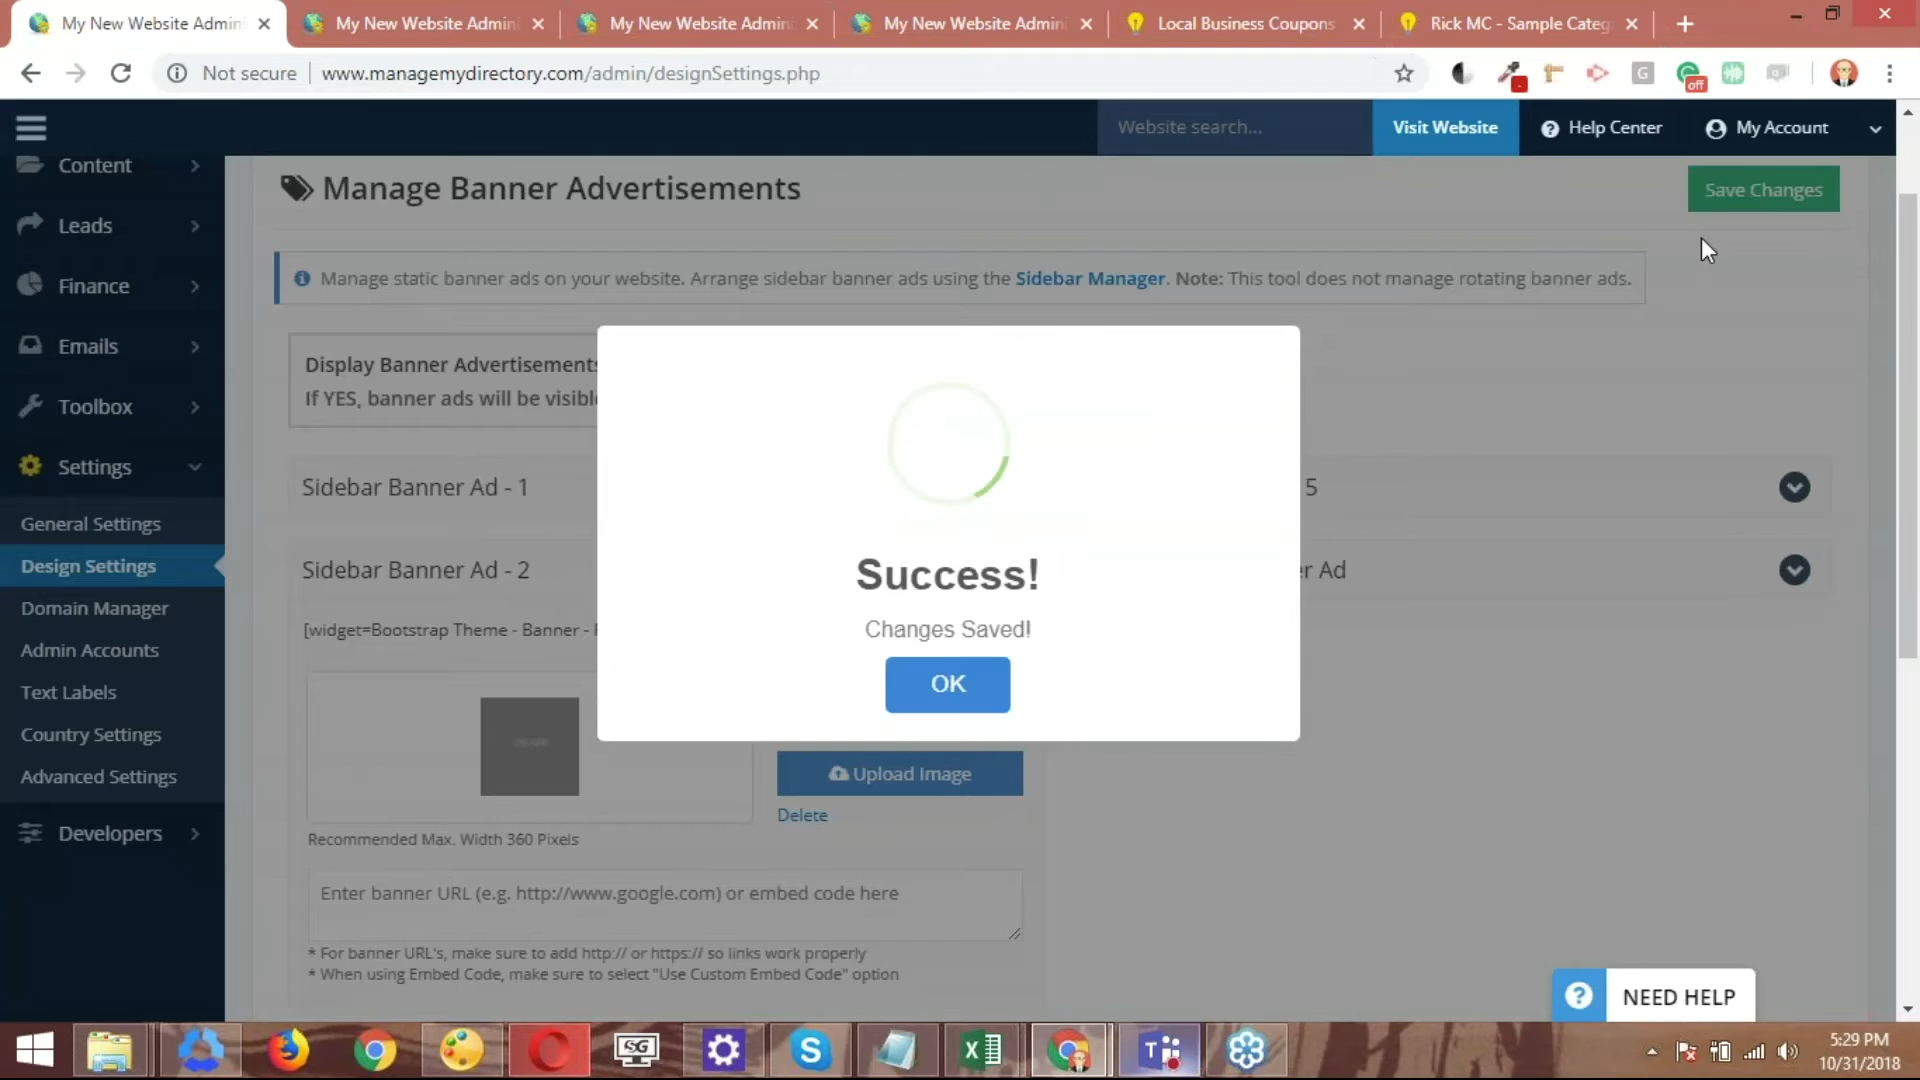 My New Website Admin
My New Website Admin
My New Website Admin
My New Website Admin
Local Business Coupons
Rick MC - Sample Categ
Not secure
www.managemydirectory.com/admin/designSettings.php
off
Website search...
Visit Website
Help Center
My Account
Content
Leads
Finance
Emails
Toolbox
Settings
General Settings
Design Settings
Domain Manager
Admin Accounts
Text Labels
Country Settings
Advanced Settings
Developers
Manage Banner Advertisements
Save Changes
Manage static banner ads on your website. Arrange sidebar banner ads using the Sidebar Manager. Note: This tool does not manage rotating banner ads.
Display Banner Advertisements
If YES, banner ads will be visible
Sidebar Banner Ad - 1
5
Sidebar Banner Ad - 2
er Ad
[widget=Bootstrap Theme - Banner -
Success!
Changes Saved!
OK
Upload Image
Delete
Recommended Max. Width 360 Pixels
Enter banner URL (e.g. http://www.google.com) or embed code here
* For banner URL's, make sure to add http:// or https:// so links work properly
* When using Embed Code, make sure to select "Use Custom Embed Code" option
? NEED HELP
SG
5:29 PM
10/31/2018